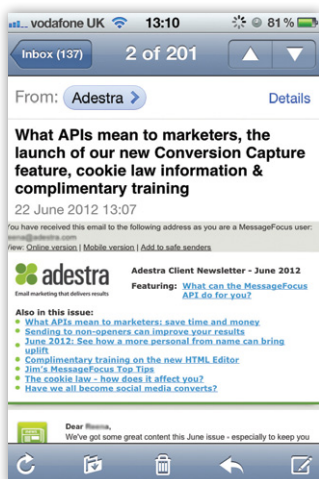 vodafone UK 13:10 81%
Inbox (137) 2 of 201
From: Adestra Details
What APIs mean to marketers, the
launch of our new Conversion Capture
feature, cookie law information &
complimentary training
22 June 2012 13:07
You have received this email to the following address as you are a MessageFocus user:
@adestra.com
View: Online version | Mobile version | Add to safe senders
adestra
Email marketing that delivers results
Adestra Client Newsletter - June 2012
Featuring: What can the MessageFocus
API do for you?
Also in this issue:
What APIs mean to marketers: save time and money
Sending to non-openers can improve your results
June 2012: See how a more personal from name can bring
uplift
Complimentary training on the new HTML Editor
Jim's MessageFocus Top Tips
The cookie law - how does it affect you?
Have we all become social media converts?
Dear
We've got some great content this June issue - especially to keep you